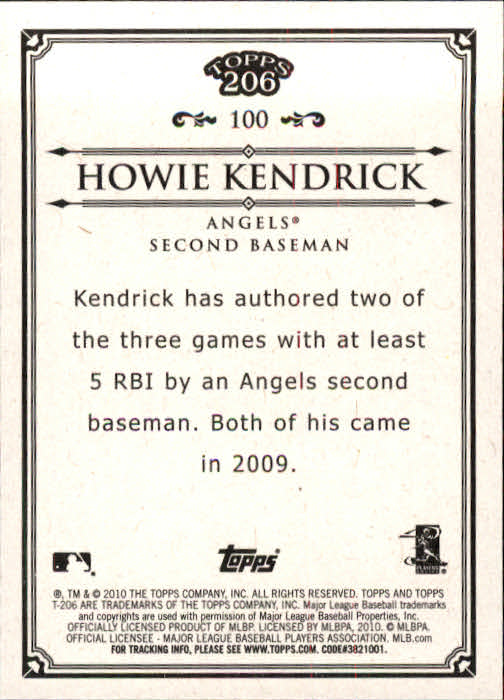 TOPPS
206
100
HOWIE KENDRICK
ANGELS®
SECOND BASEMAN
Kendrick has authored two of
the three games with at least
5 RBI by an Angels second
baseman. Both of his came
in 2009.
Topps
PLAYERS
®, TM & © 2010 THE TOPPS COMPANY, INC. ALL RIGHTS RESERVED. TOPPS AND TOPPS
T-206 ARE TRADEMARKS OF THE TOPPS COMPANY, INC. Major League Baseball trademarks
and copyrights are used with permission of Major League Baseball Properties, Inc.
OFFICIALLY LICENSED PRODUCT OF MLBP. LICENSED BY MLBPA, 2010. © MLBPA.
OFFICIAL LICENSEE - MAJOR LEAGUE BASEBALL PLAYERS ASSOCIATION. MLB.com
FOR TRACKING INFO, PLEASE SEE WWW.TOPPS.COM. CODE#3821001.